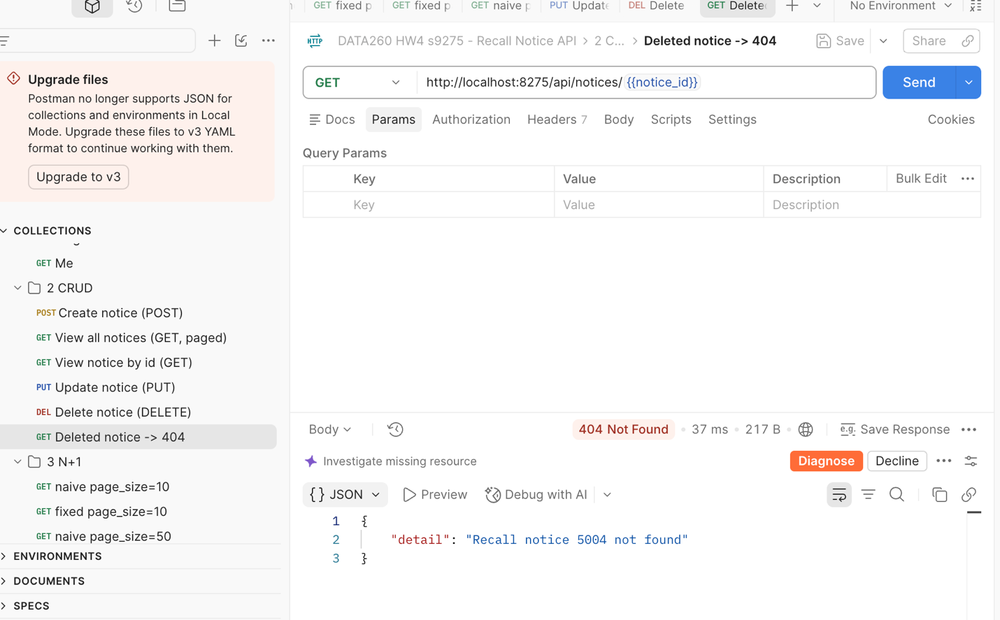 GET fixed p
GET fixed p
GET naive p
PUT Update
DEL Delete
GET Delete
No Environment
HTTP
DATA260 HW4 s9275 - Recall Notice API > 2 C... > Deleted notice -> 404
Save
Share
Upgrade files
Postman no longer supports JSON for
collections and environments in Local
Mode. Upgrade these files to v3 YAML
format to continue working with them.
Upgrade to v3
GET
http://localhost:8275/api/notices/ {{notice_id}}
Send
Docs
Params
Authorization
Headers 7
Body
Scripts
Settings
Cookies
Query Params
Key Value Description Bulk Edit
Key Value Description
COLLECTIONS
GET Me
2 CRUD
POST Create notice (POST)
GET View all notices (GET, paged)
GET View notice by id (GET)
PUT Update notice (PUT)
DEL Delete notice (DELETE)
GET Deleted notice -> 404
3 N+1
GET naive page_size=10
GET fixed page_size=10
GET naive page_size=50
ENVIRONMENTS
DOCUMENTS
SPECS
Body
404 Not Found • 37 ms • 217 B
e.g. Save Response
Investigate missing resource
Diagnose
Decline
{} JSON
Preview
Debug with AI
1 {
2 "detail": "Recall notice 5004 not found"
3 }